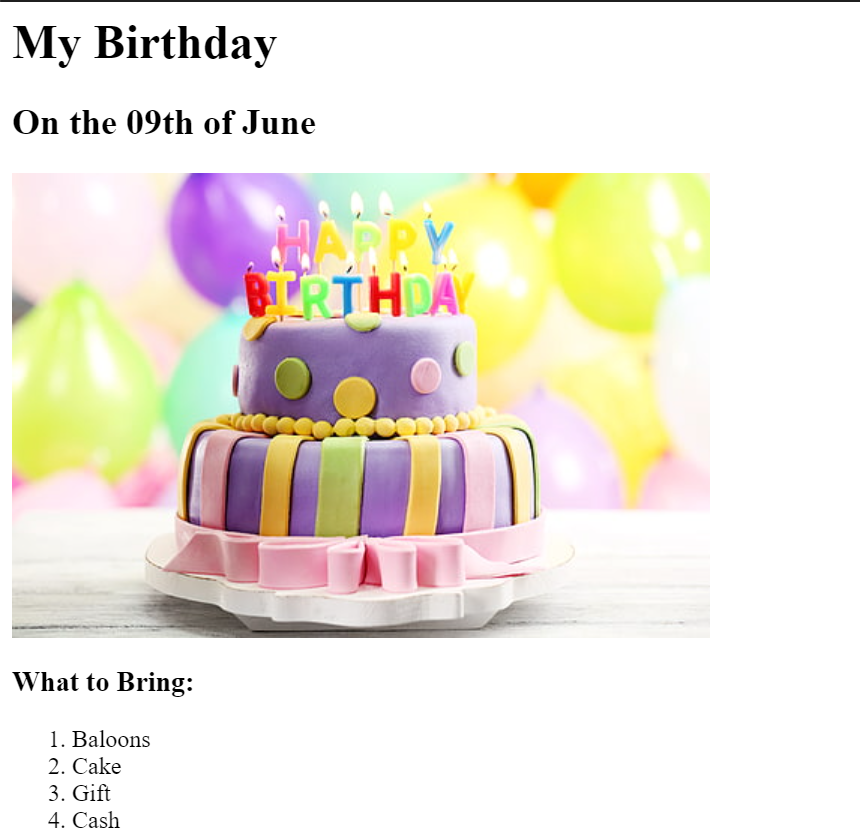 My Birthday
On the 09th of June
HAPPY
BIRTHDAY
What to Bring:
1. Baloons
2. Cake
3. Gift
4. Cash